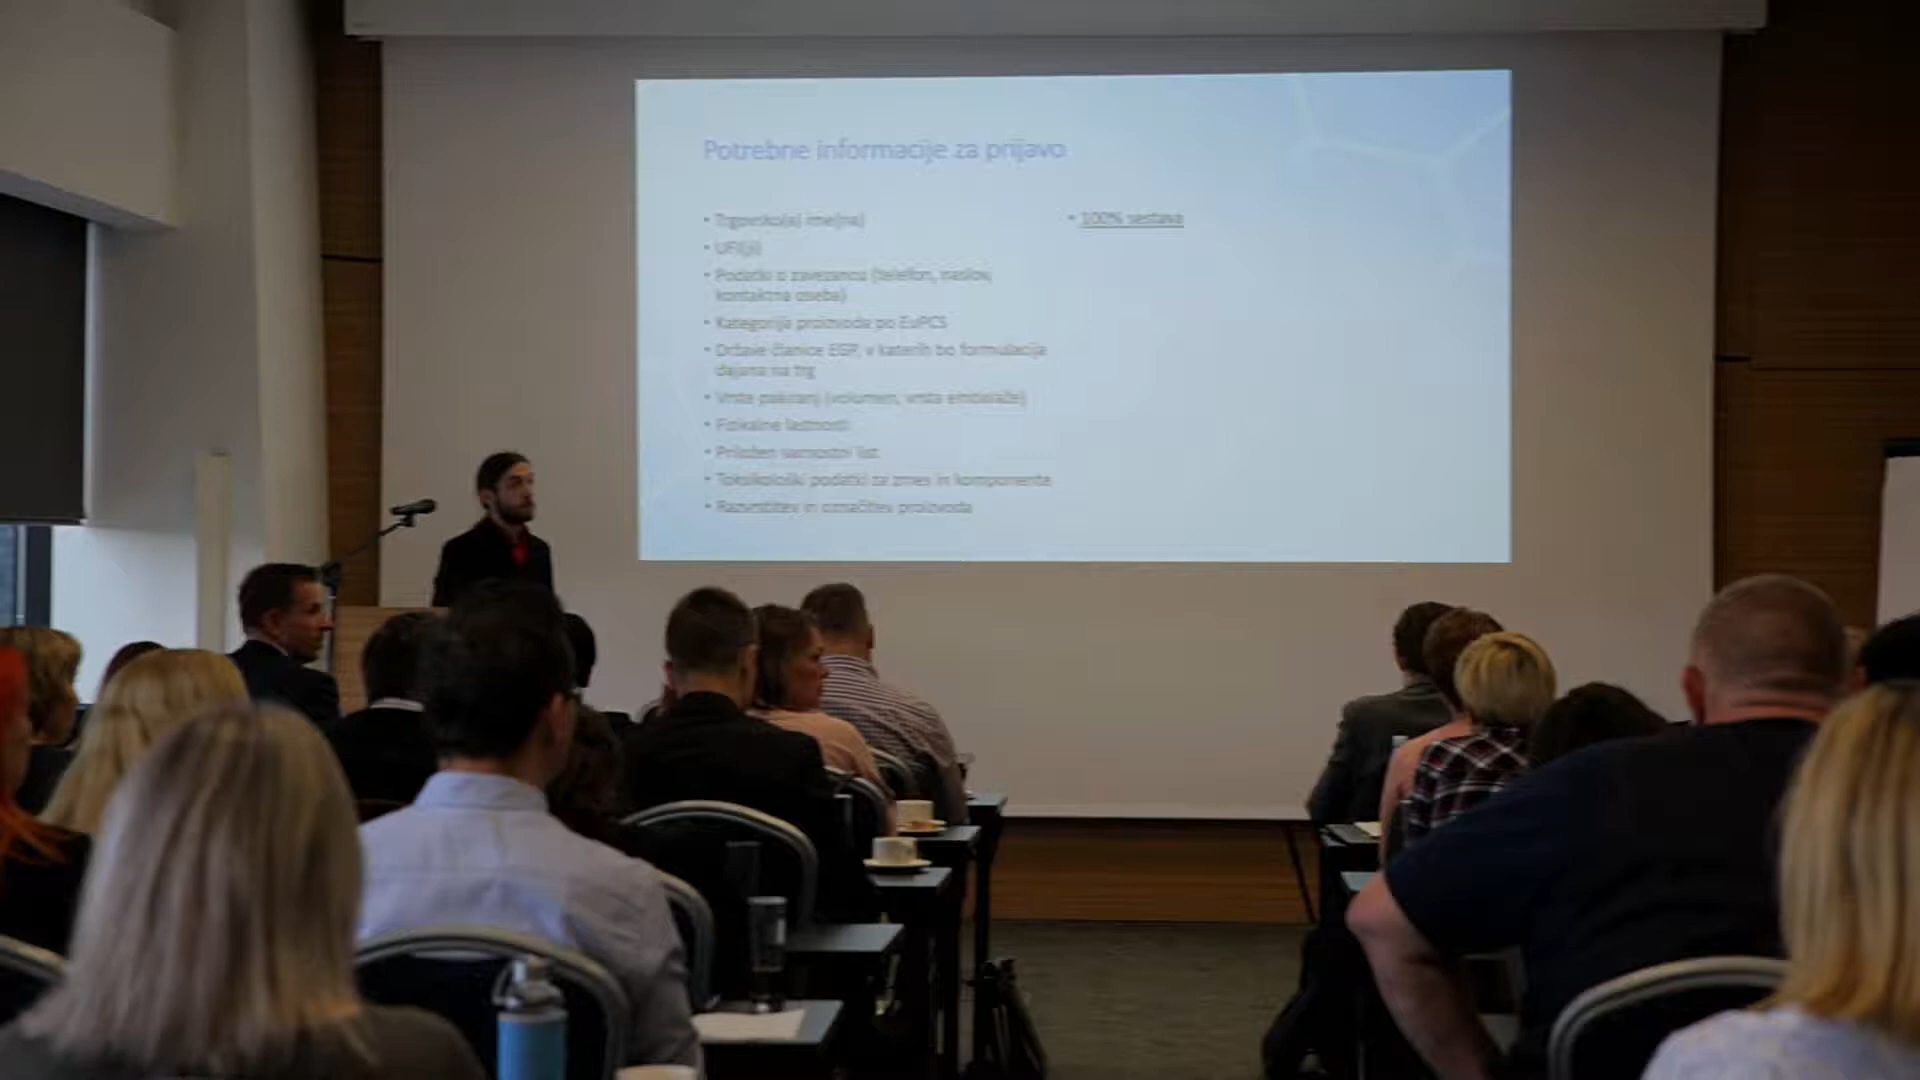 Potrebne informacije za prijavo
• Trgovsko(a) ime(na)
• UFI(ji)
• Podatki o zavezancu (telefon, naslov,
kontaktna oseba)
• Kategorija proizvoda po EuPCS
• Države članice EGP, v katerih bo formulacija
dajana na trg
• Vrste pakiranj (volumen, vrsta embalaže)
• Fizikalne lastnosti
• Priložen varnostni list
• Toksikološki podatki za zmes in komponente
• Razvrstitev in označitev proizvoda
• 100% sestava